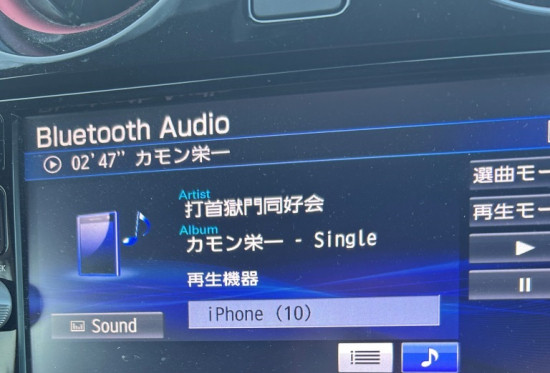 Bluetooth Audio
02'47" カモン栄一
Artist
打首獄門同好会
Album
カモン栄一 - Single
再生機器
iPhone (10)
Sound
選曲モー
再生モー